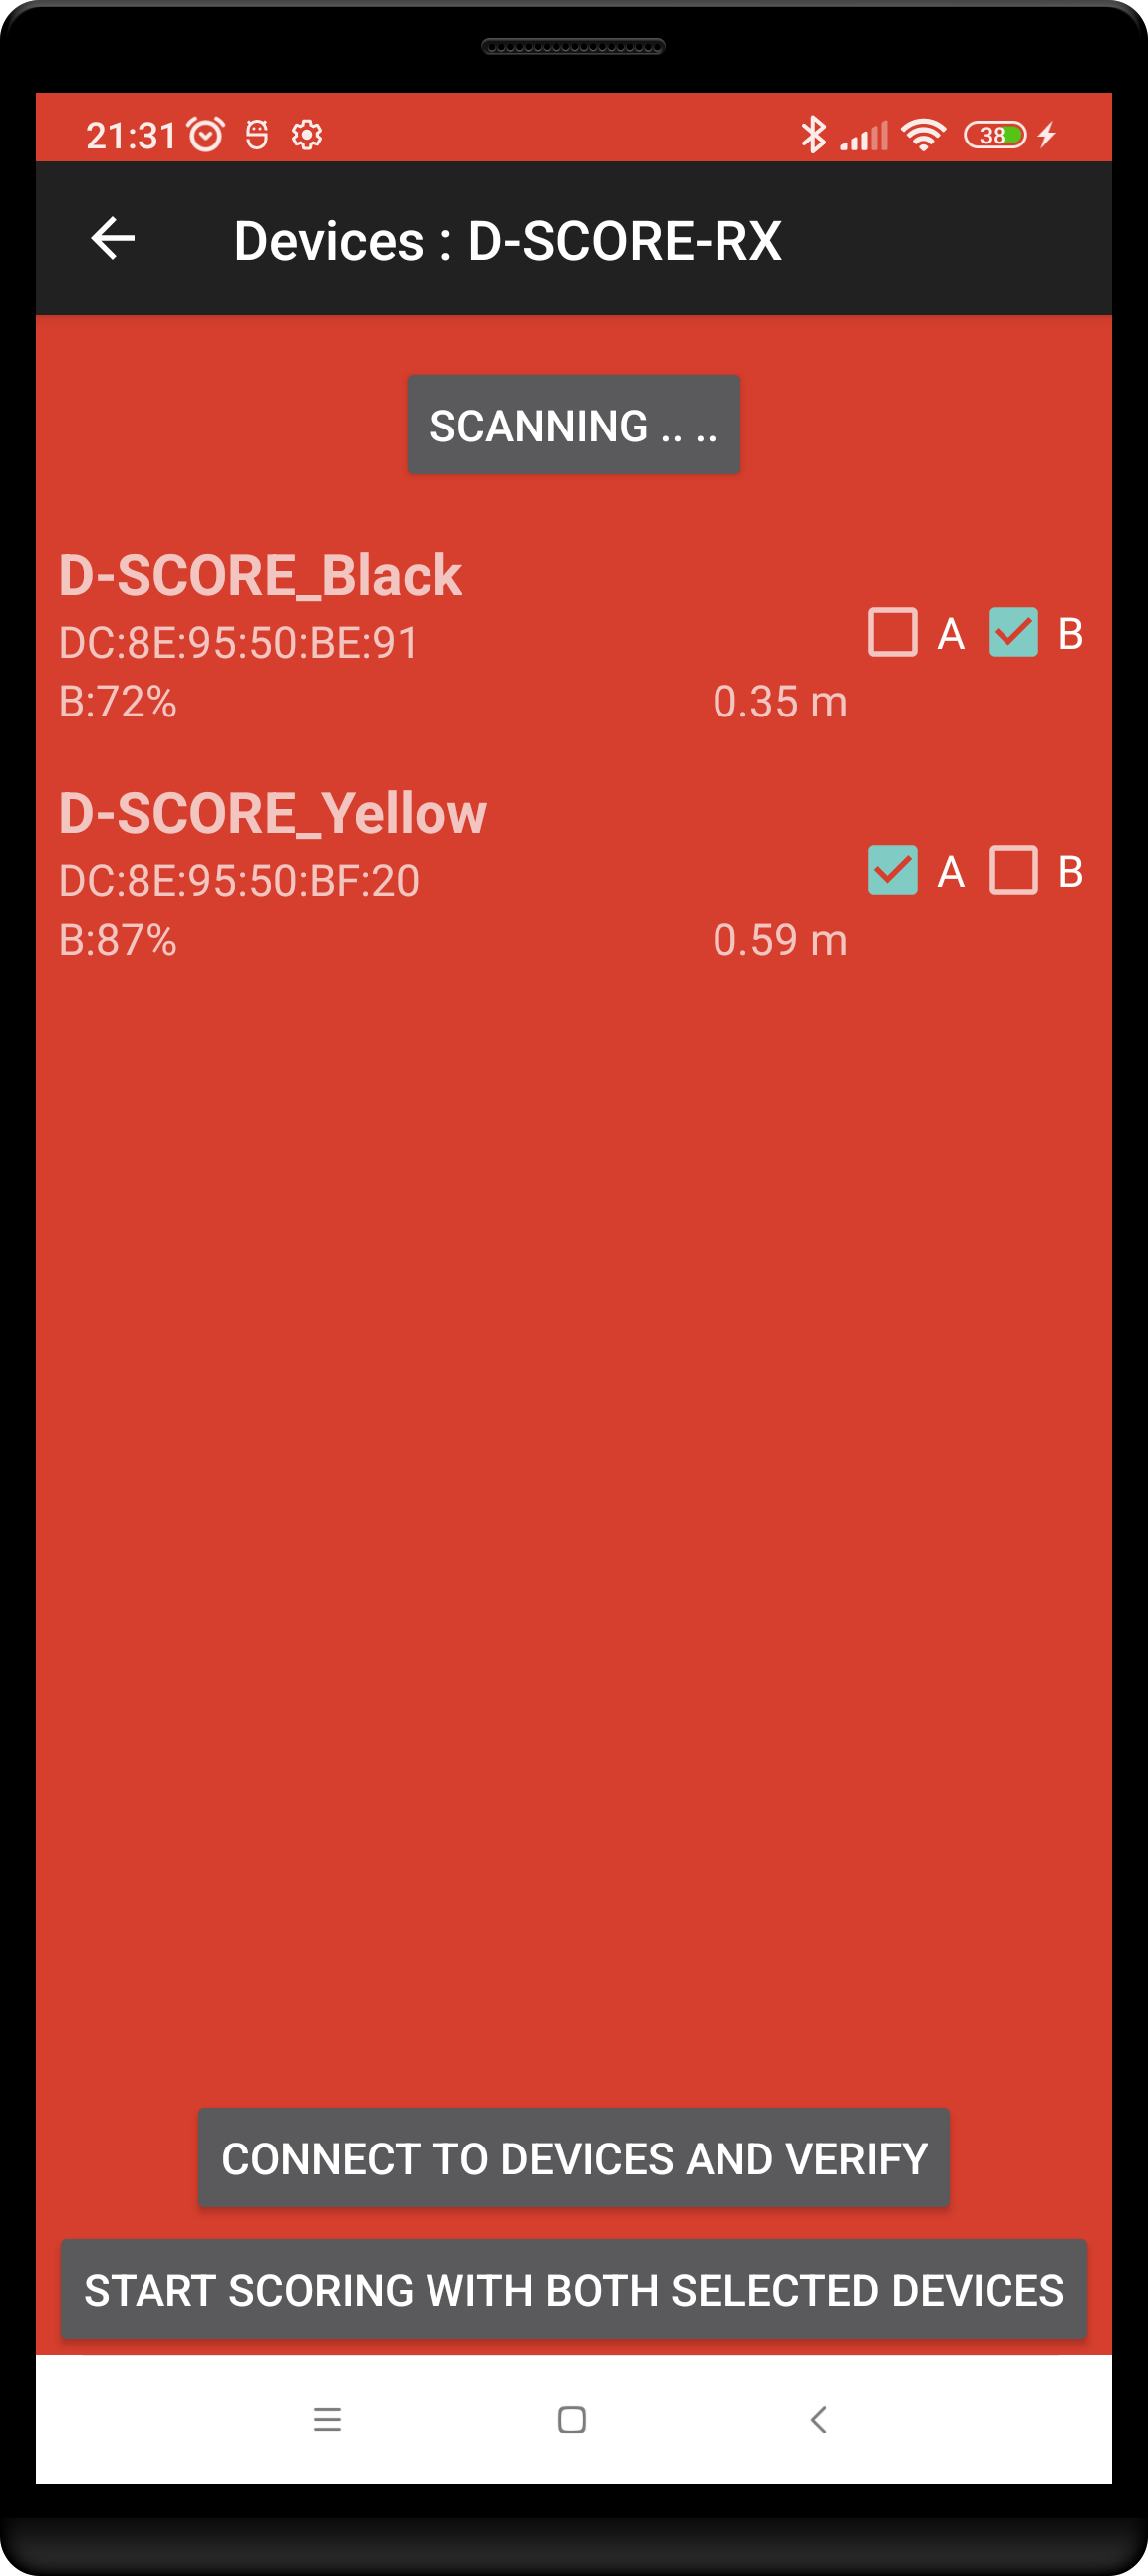 21:31 38
Devices : D-SCORE-RX
SCANNING .. ..
D-SCORE_Black
DC:8E:95:50:BE:91
A B
B:72% 0.35 m
D-SCORE_Yellow
DC:8E:95:50:BF:20
A B
B:87% 0.59 m
CONNECT TO DEVICES AND VERIFY
START SCORING WITH BOTH SELECTED DEVICES